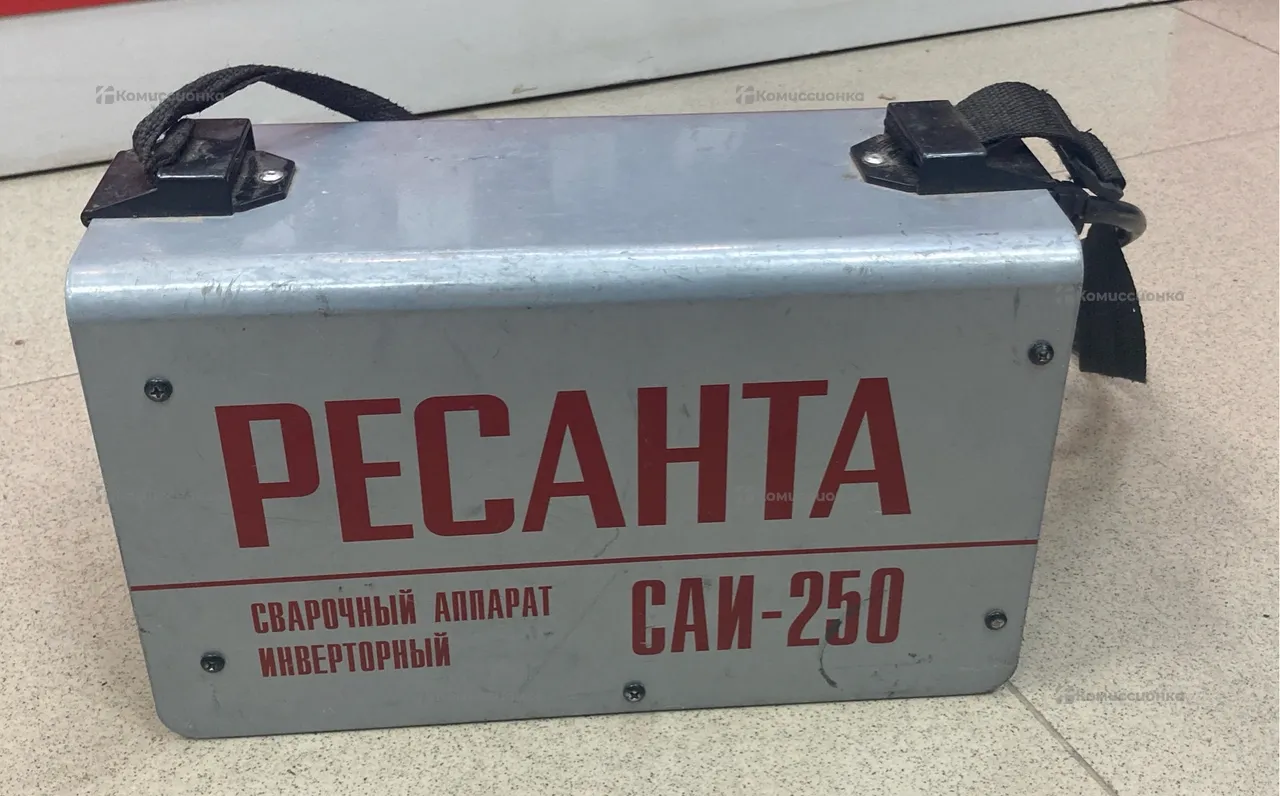 Комиссионка
Комиссионка
Комиссионка
РЕСАНТА
СВАРОЧНЫЙ АППАРАТ
ИНВЕРТОРНЫЙ
САИ-250
Комиссионка